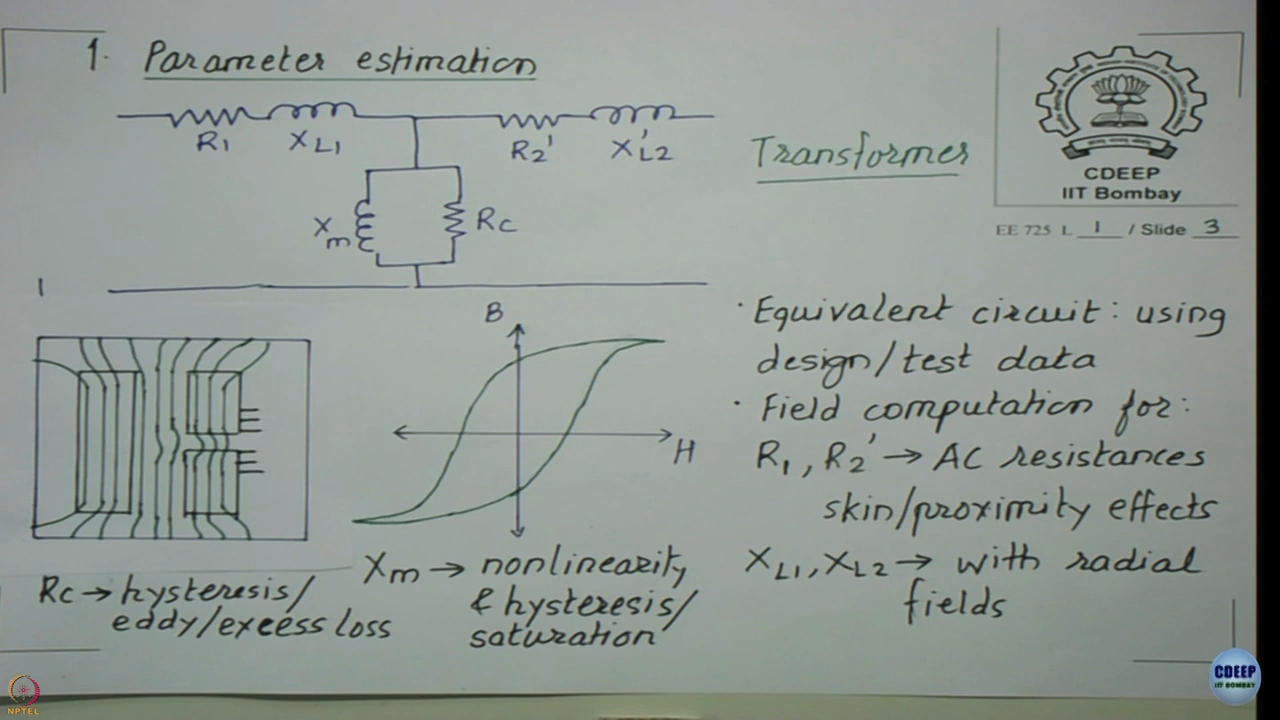 1. Parameter estimation
R1 XL1 R2' X'L2
Xm Rc
Transformer
CDEEP
IIT Bombay
EE 725 L 1 / Slide 3
B
H
· Equivalent circuit: using
design/test data
· Field computation for:
R1, R2' → AC resistances
skin/proximity effects
XL1, XL2 → with radial
fields
Rc → hysteresis/
eddy/excess loss
Xm → nonlinearity
& hysteresis/
saturation
NPTEL
CDEEP
IIT BOMBAY